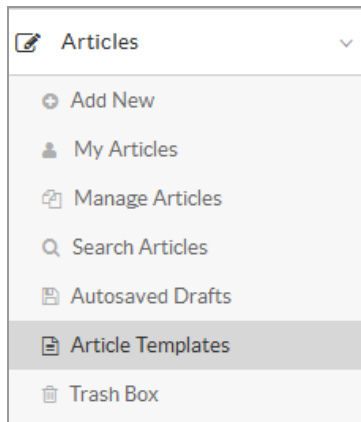 Articles
Add New
My Articles
Manage Articles
Search Articles
Autosaved Drafts
Article Templates
Trash Box